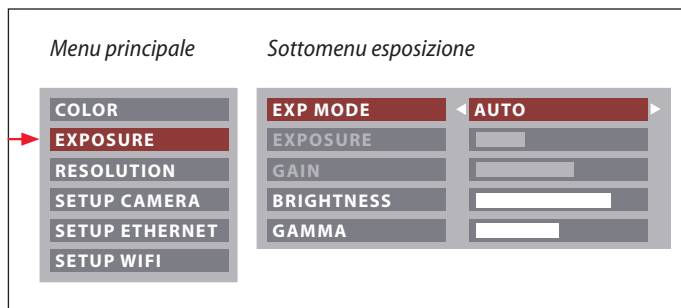 Menu principale
COLOR
EXPOSURE
RESOLUTION
SETUP CAMERA
SETUP ETHERNET
SETUP WIFI
Sottomenu esposizione
EXP MODE AUTO
EXPOSURE
GAIN
BRIGHTNESS
GAMMA